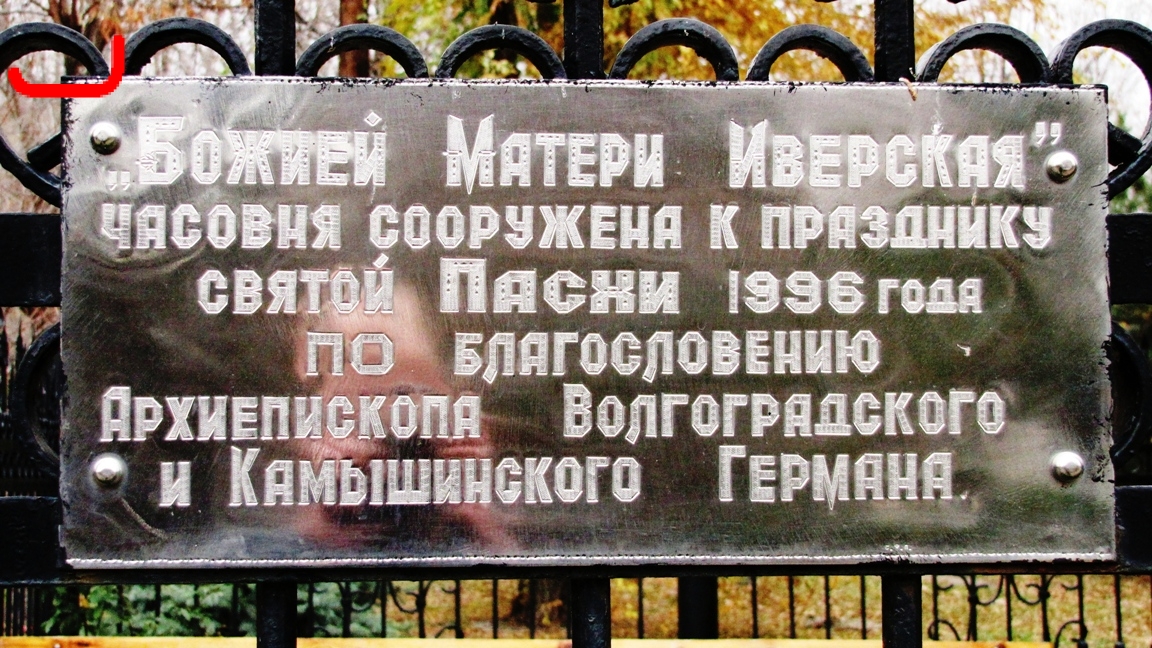 „Божией Матери Иверская”
часовня сооружена к празднику
святой Пасхи 1996 года
по благословению
Архиепископа Волгоградского
и Камышинского Германа.